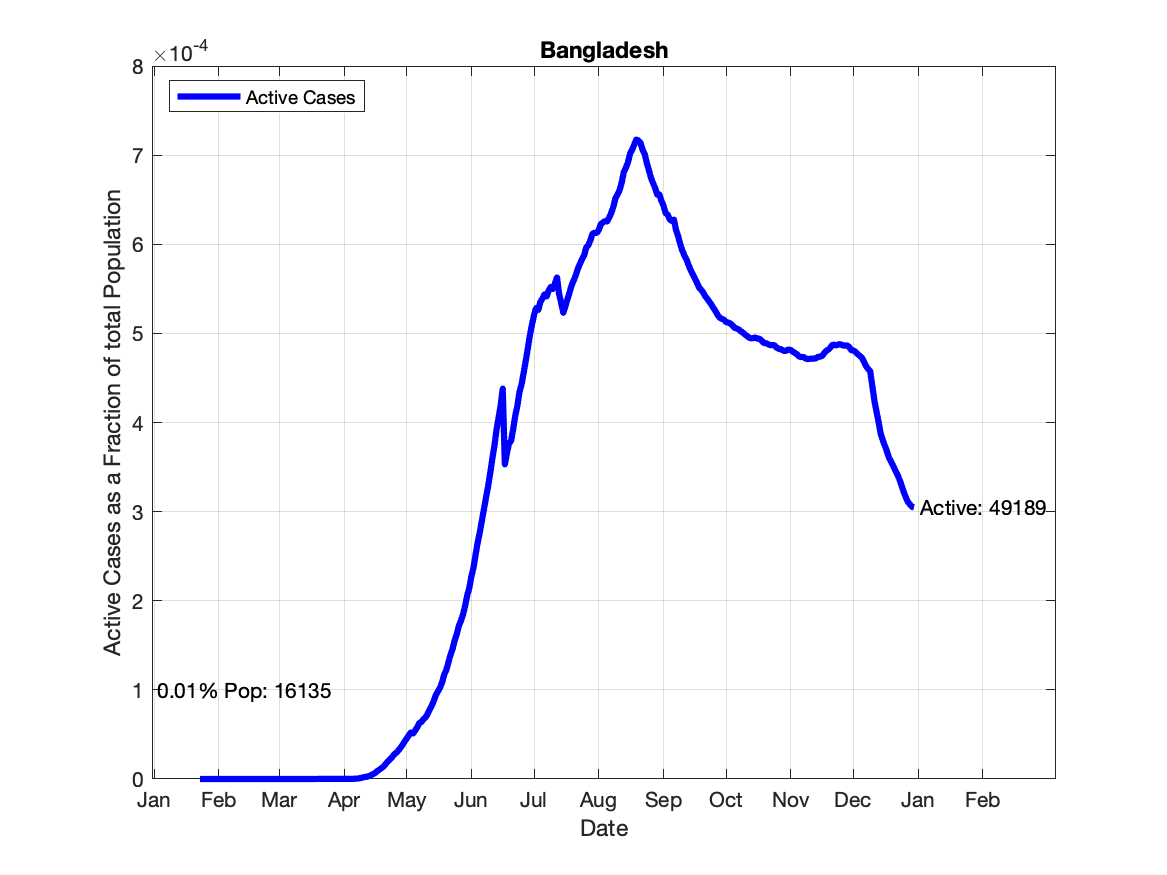 Bangladesh
×10-4
Active Cases
8
7
6
5
4
3
2
1
0
Active Cases as a Fraction of total Population
Active: 49189
0.01% Pop: 16135
Jan Feb Mar Apr May Jun Jul Aug Sep Oct Nov Dec Jan Feb
Date